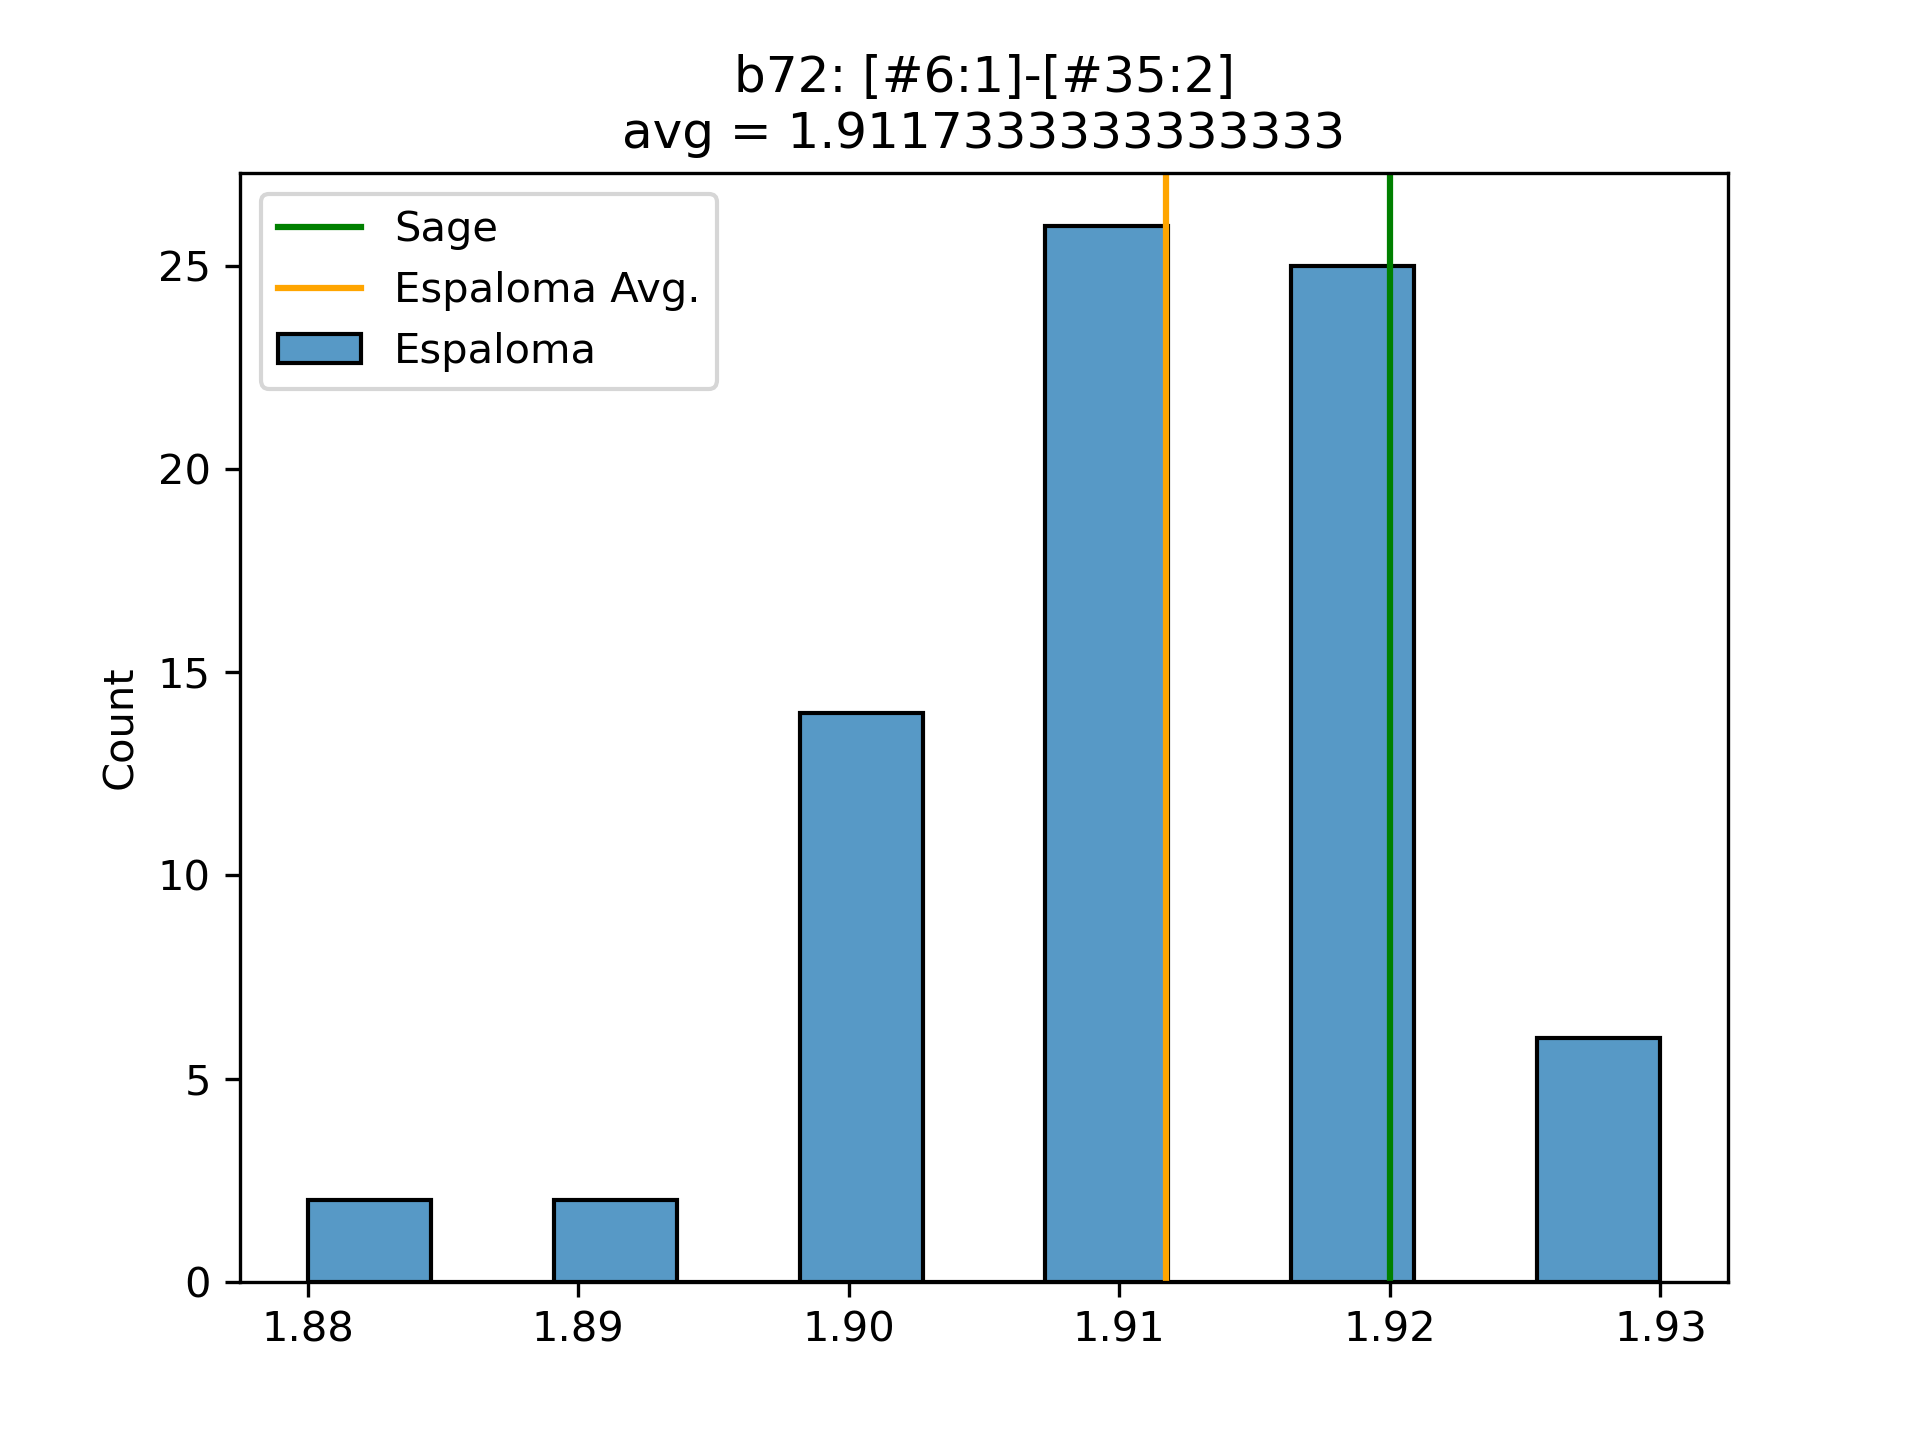 b72: [#6:1]-[#35:2]
avg = 1.9117333333333333
Sage
Espaloma Avg.
Espaloma
25
20
15
10
5
0
Count
1.88 1.89 1.90 1.91 1.92 1.93